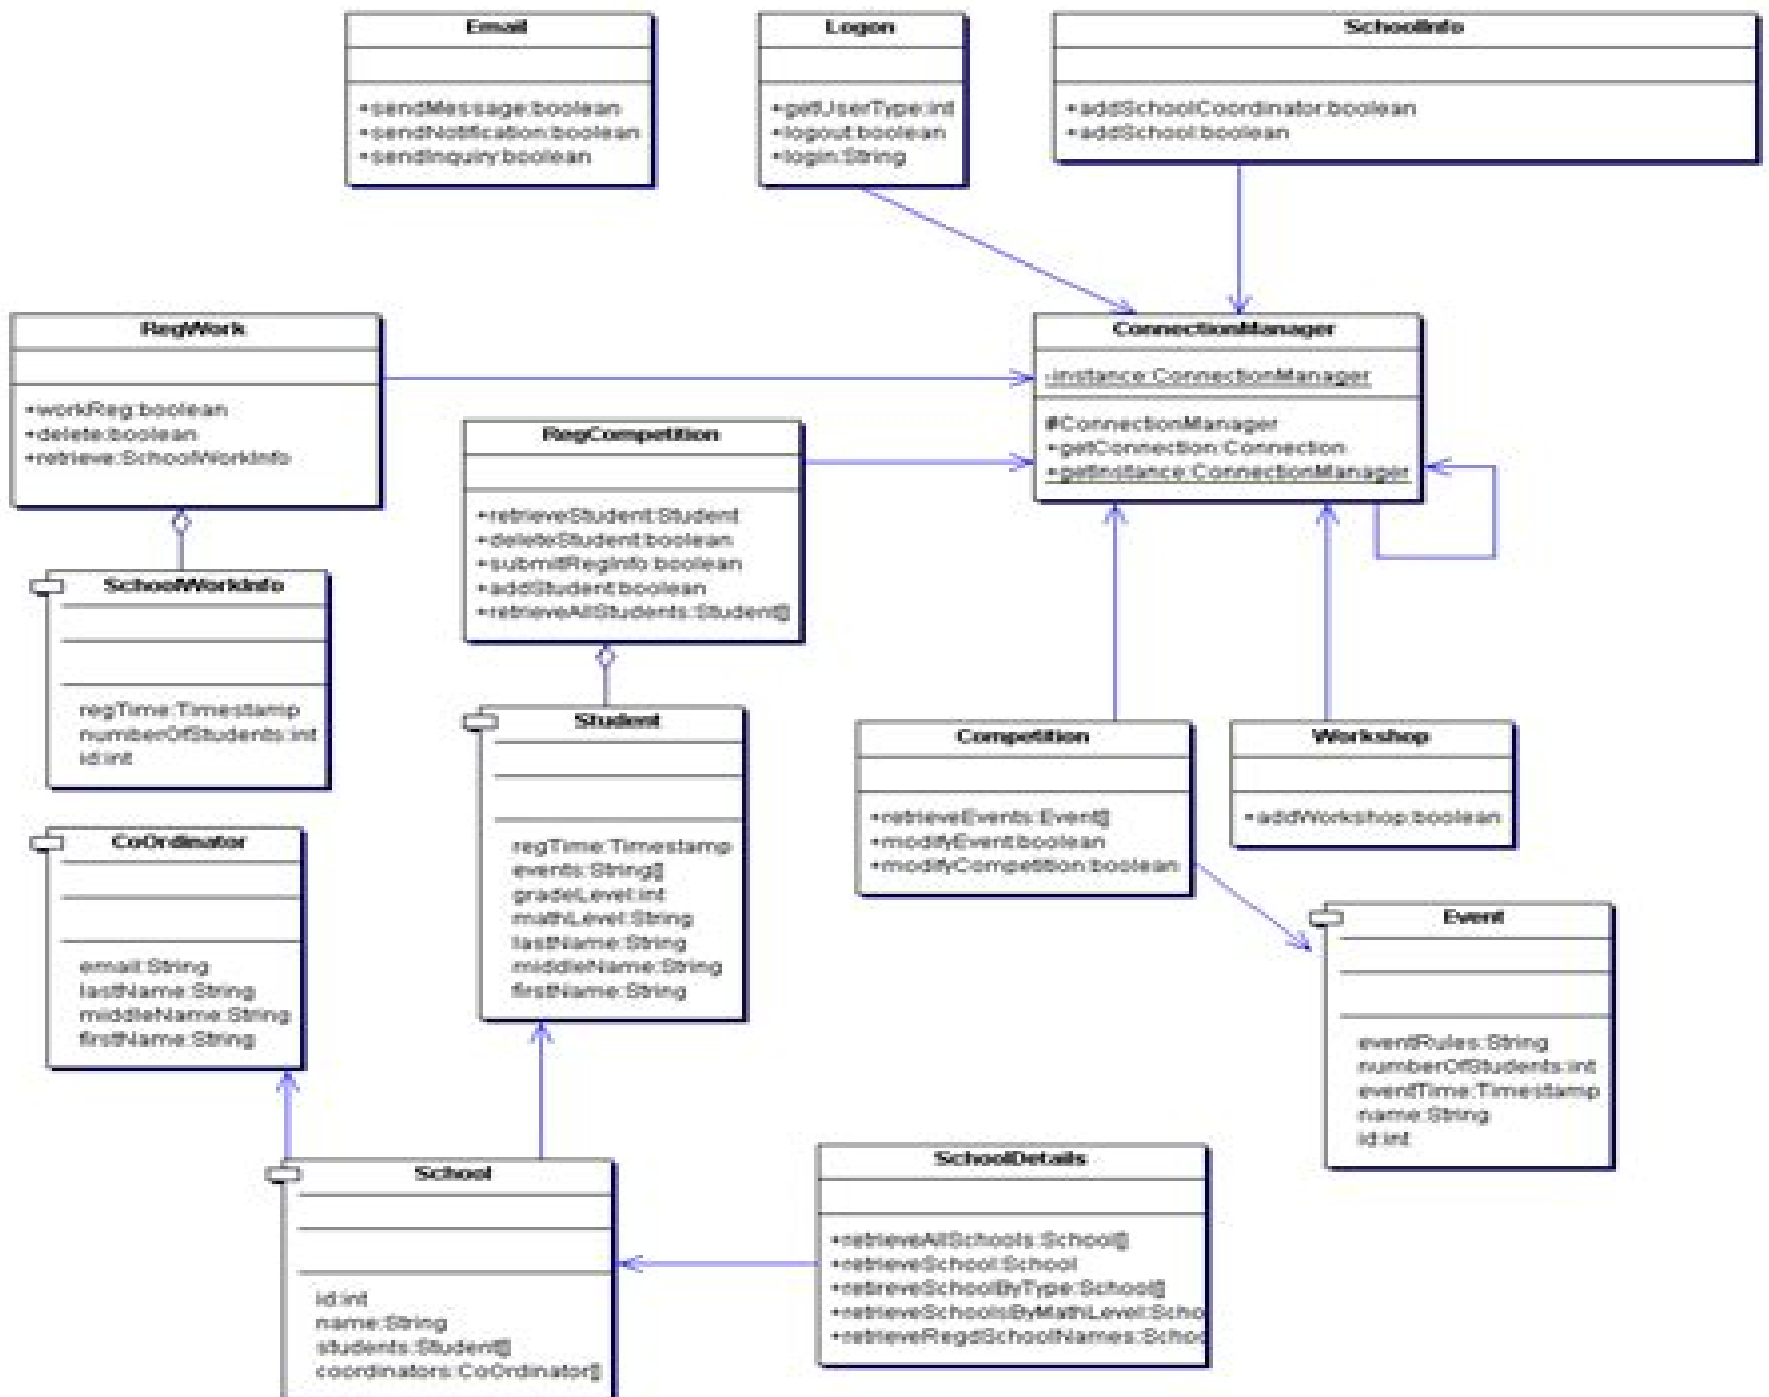 Email
+sendMessage:boolean
+sendNotification:boolean
+sendInquiry:boolean
Logon
+getUserType:int
+logout:boolean
+login:String
SchoolInfo
+addSchoolCoordinator:boolean
+addSchool:boolean
RegWork
+workReg:boolean
+delete:boolean
+retrieve:SchoolWorkInfo
ConnectionManager
-instance:ConnectionManager
#ConnectionManager
+getConnection:Connection
+getInstance:ConnectionManager
RegCompetition
+retrieveStudent:Student
+deleteStudent:boolean
+submitRegInfo:boolean
+addStudent:boolean
+retrieveAllStudents:Student[]
SchoolWorkInfo
regTime:Timestamp
numberOfStudents:int
id:int
Student
regTime:Timestamp
events:String[]
gradeLevel:int
mathLevel:String
lastName:String
middleName:String
firstName:String
Competition
+retrieveEvents:Event[]
+modifyEvent:boolean
+modifyCompetition:boolean
Workshop
+addWorkshop:boolean
CoOrdinator
email:String
lastName:String
middleName:String
firstName:String
Event
eventRules:String
numberOfStudents:int
eventTime:Timestamp
name:String
id:int
School
id:int
name:String
students:Student[]
coordinators:CoOrdinator[]
SchoolDetails
+retrieveAllSchools:School[]
+retrieveSchool:School
+retireveSchoolByType:School[]
+retrieveSchoolsByMathLevel:Scho
+retrieveRegdSchoolNames:Schoo